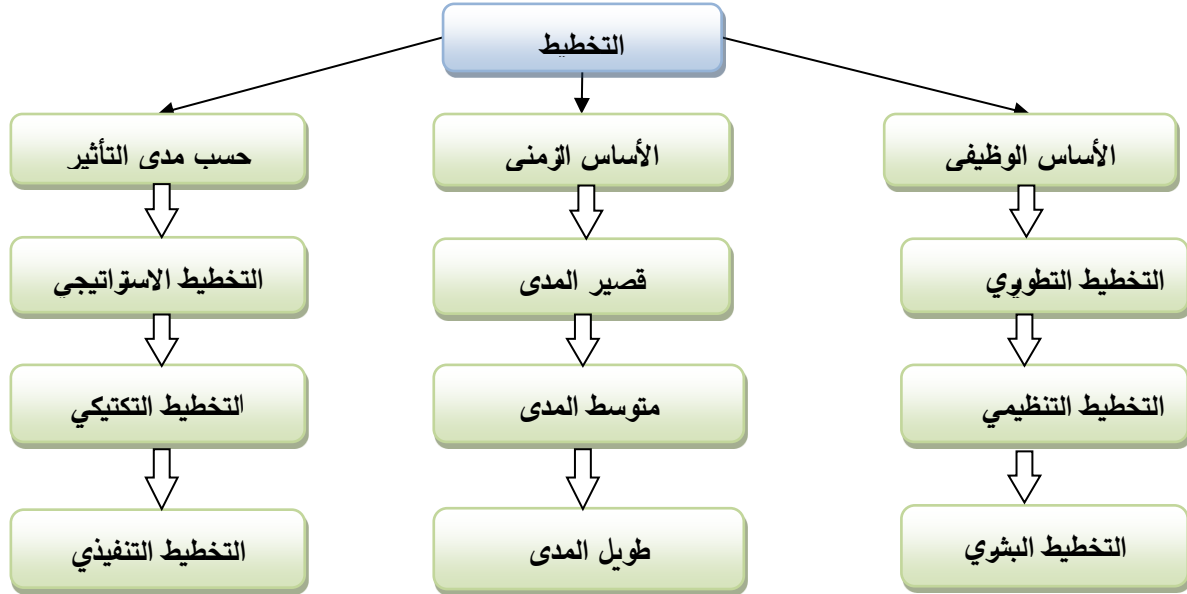 التخطيط
الأساس الوظيفى
الأساس الزمنى
حسب مدى التأثير
التخطيط التطويري
قصير المدى
التخطيط الاستراتيجي
التخطيط التنظيمي
متوسط المدى
التخطيط التكتيكي
التخطيط البشري
طويل المدى
التخطيط التنفيذي